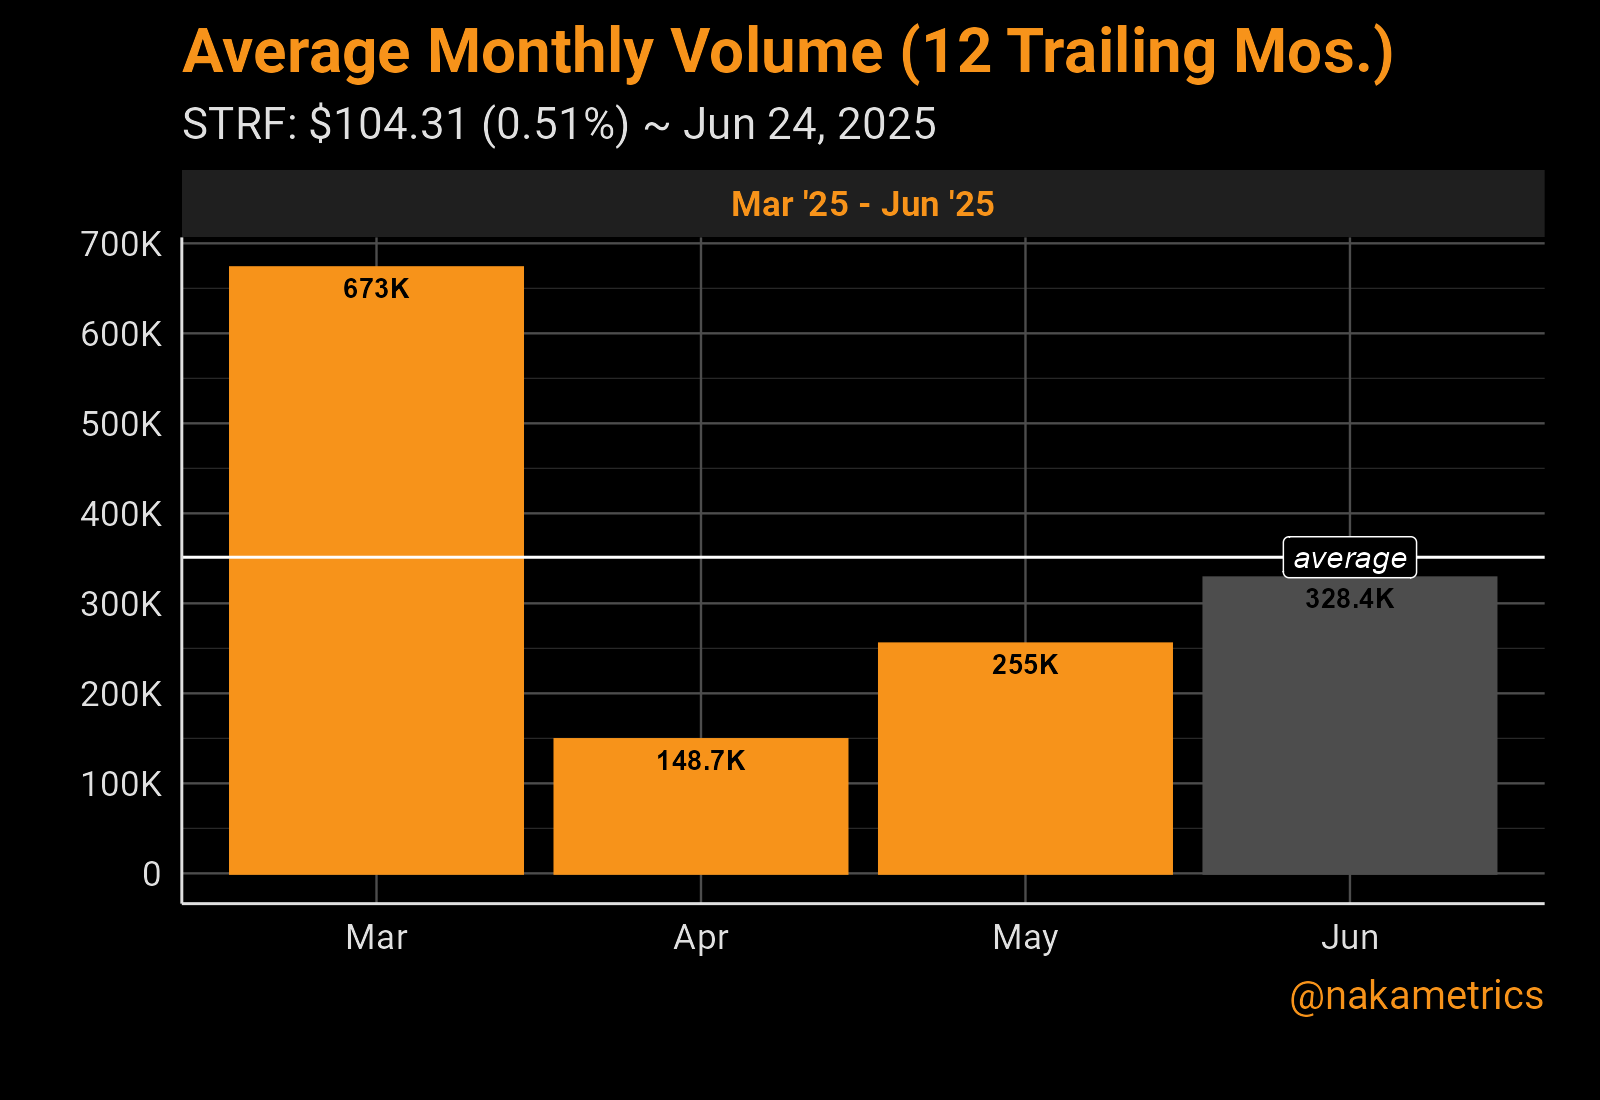 Average Monthly Volume (12 Trailing Mos.)
STRF: $104.31 (0.51%) ~ Jun 24, 2025
Mar '25 - Jun '25
700K
600K
500K
400K
300K
200K
100K
0
673K
148.7K
255K
average
328.4K
Mar
Apr
May
Jun
@nakametrics